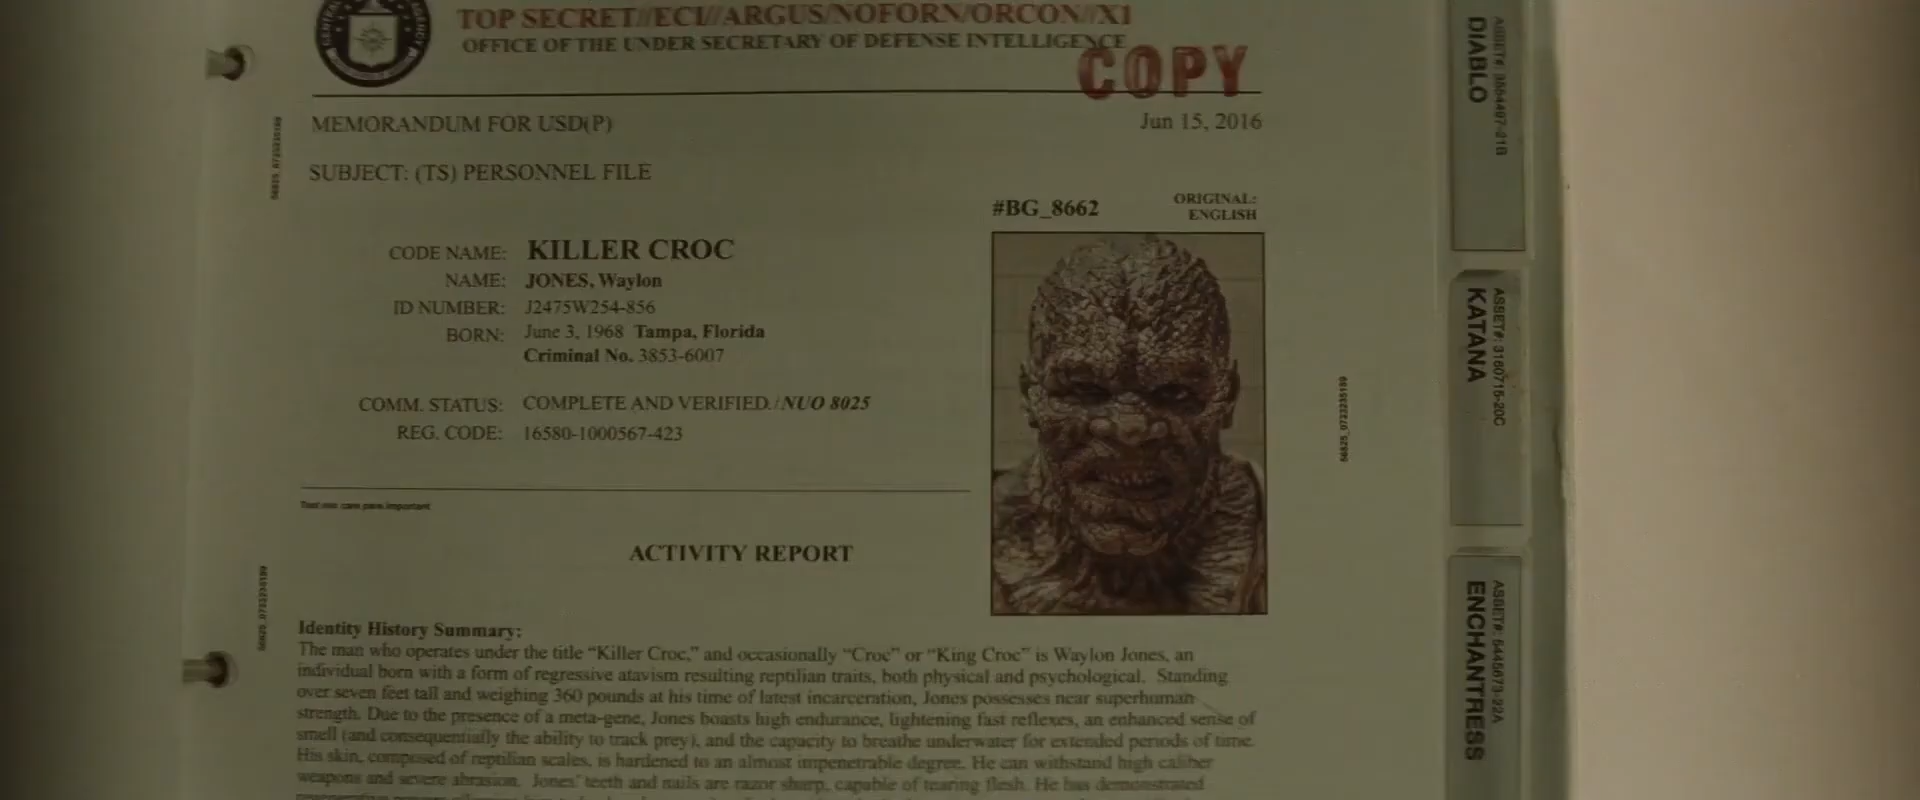 TOP SECRET//ECI//ARGUS/NOFORN/ORCON//X1
OFFICE OF THE UNDER SECRETARY OF DEFENSE INTELLIGENCE
COPY
MEMORANDUM FOR USD(P)
Jun 15, 2016
SUBJECT: (TS) PERSONNEL FILE
#BG_8662
ORIGINAL:
ENGLISH
CODE NAME: KILLER CROC
NAME: JONES, Waylon
ID NUMBER: J2475W254-856
BORN: June 3, 1968 Tampa, Florida
Criminal No. 3853-6007
COMM. STATUS: COMPLETE AND VERIFIED./NUO 8025
REG. CODE: 16580-1000567-423
ACTIVITY REPORT
Identity History Summary:
The man who operates under the title “Killer Croc,” and occasionally “Croc” or “King Croc” is Waylon Jones, an
individual born with a form of regressive atavism resulting reptilian traits, both physical and psychological. Standing
over seven feet tall and weighing 360 pounds at his time of latest incarceration, Jones possesses near superhuman
strength. Due to the presence of a meta-gene, Jones boasts high endurance, lightening fast reflexes, an enhanced sense of
smell (and consequentially the ability to track prey), and the capacity to breathe underwater for extended periods of time.
His skin, composed of reptilian scales, is hardened to an almost impenetrable degree. He can withstand high caliber
weapons and severe abrasion. Jones' teeth and nails are razor sharp, capable of tearing flesh. He has demonstrated
DIABLO
ASSET#: 3160715-20C
KATANA
ASSET#: 5445673-22A
ENCHANTRESS